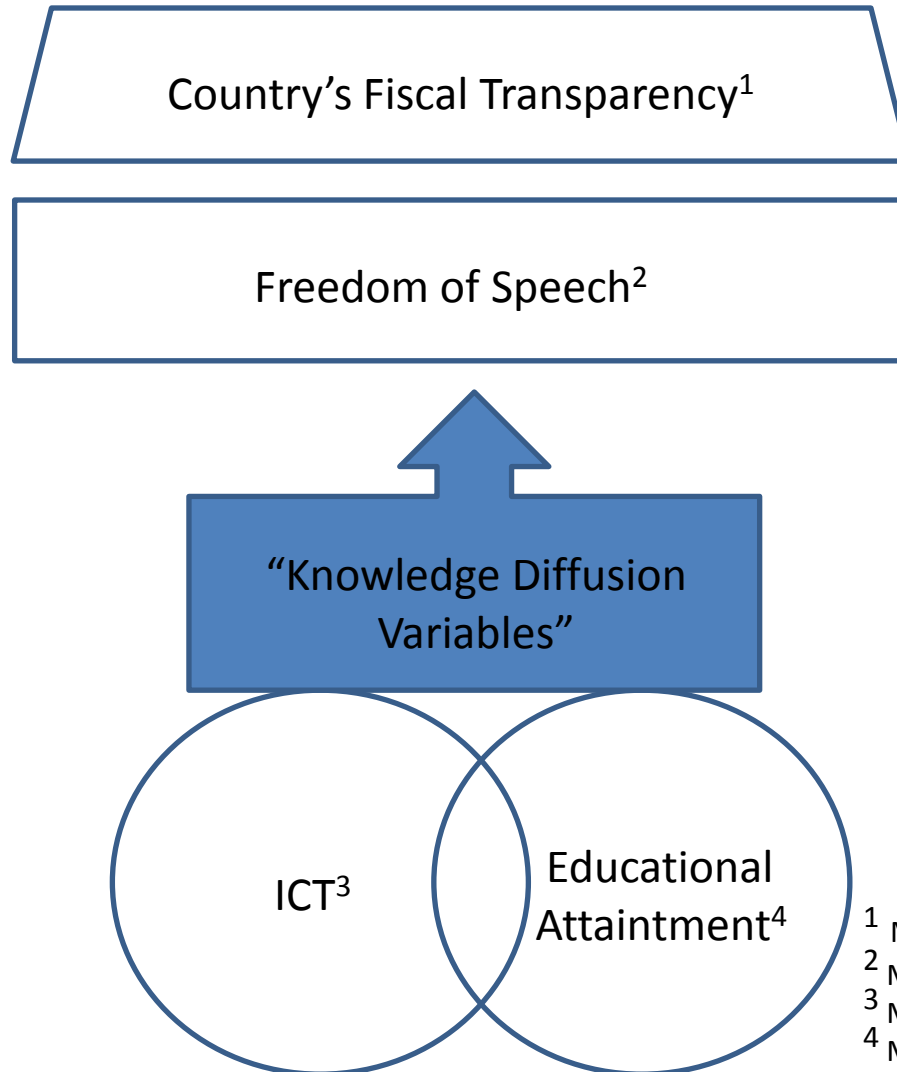 Country’s Fiscal Transparency¹
Freedom of Speech²
“Knowledge Diffusion
Variables”
ICT³
Educational
Attaintment⁴
¹
²
³
⁴